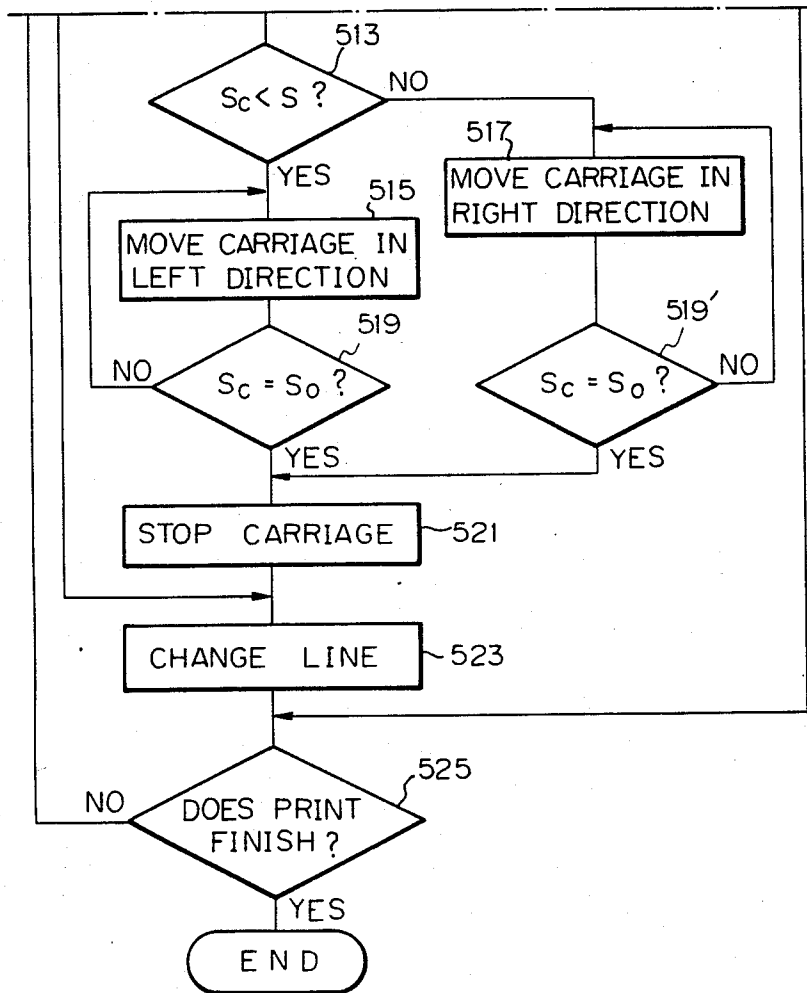 513
Sc < S ?
NO
YES
517
MOVE CARRIAGE IN
RIGHT DIRECTION
515
MOVE CARRIAGE IN
LEFT DIRECTION
519
Sc = So ?
NO
YES
519'
Sc = So ?
NO
YES
STOP CARRIAGE
521
CHANGE LINE
523
525
DOES PRINT
FINISH ?
NO
YES
END